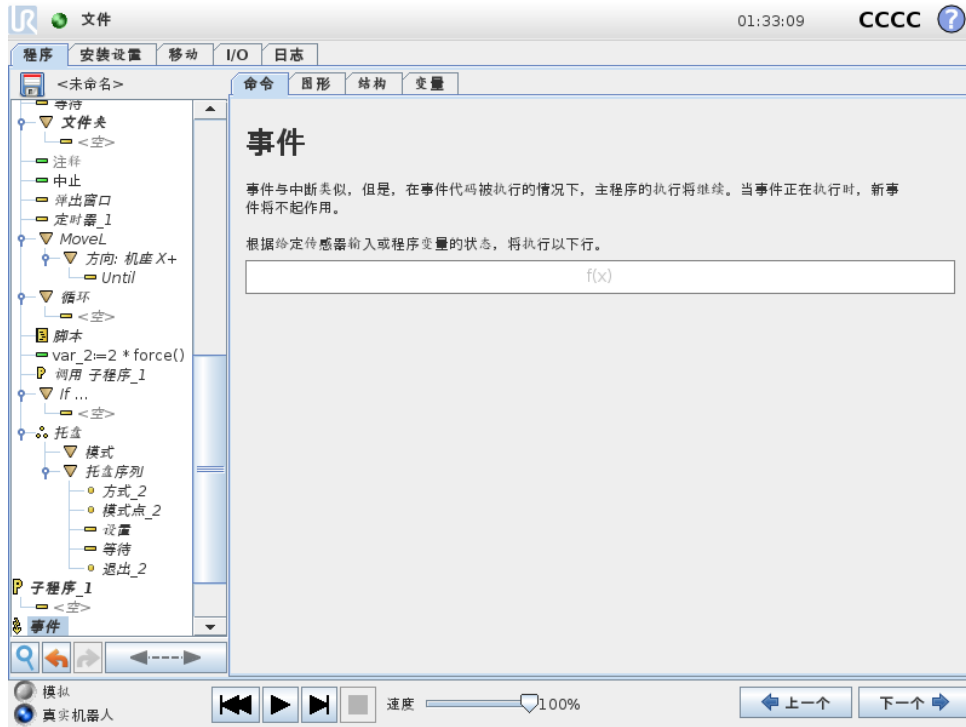 UR 文件 01:33:09 CCCC ?
程序 安装设置 移动 I/O 日志
<未命名>
命令 图形 结构 变量
等待
文件夹
<空>
注释
中止
弹出窗口
定时器_1
MoveL
方向: 机座 X+
Until
循环
<空>
脚本
var_2:=2 * force()
调用 子程序_1
If ...
<空>
托盘
模式
托盘序列
方式_2
模式点_2
设置
等待
退出_2
子程序_1
<空>
事件
事件
事件与中断类似，但是，在事件代码被执行的情况下，主程序的执行将继续。当事件正在执行时，新事
件将不起作用。
根据给定传感器输入或程序变量的状态，将执行以下行。
f(x)
模拟
真实机器人
速度 100%
上一个 下一个